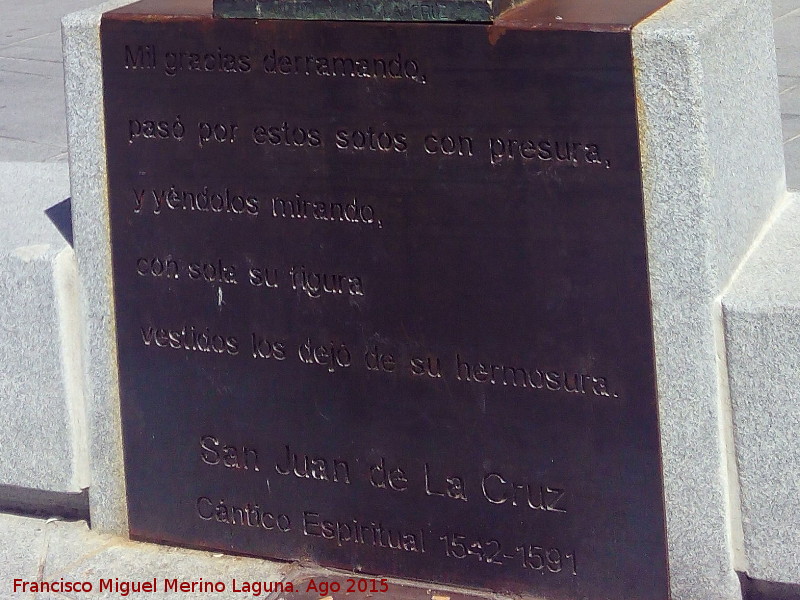 Mil gracias derramando,
pasó por estos sotos con presura,
y yéndolos mirando,
con sola su figura
vestidos los dejó de su hermosura.
San Juan de La Cruz
Cántico Espiritual 1542-1591
Francisco Miguel Merino Laguna. Ago 2015